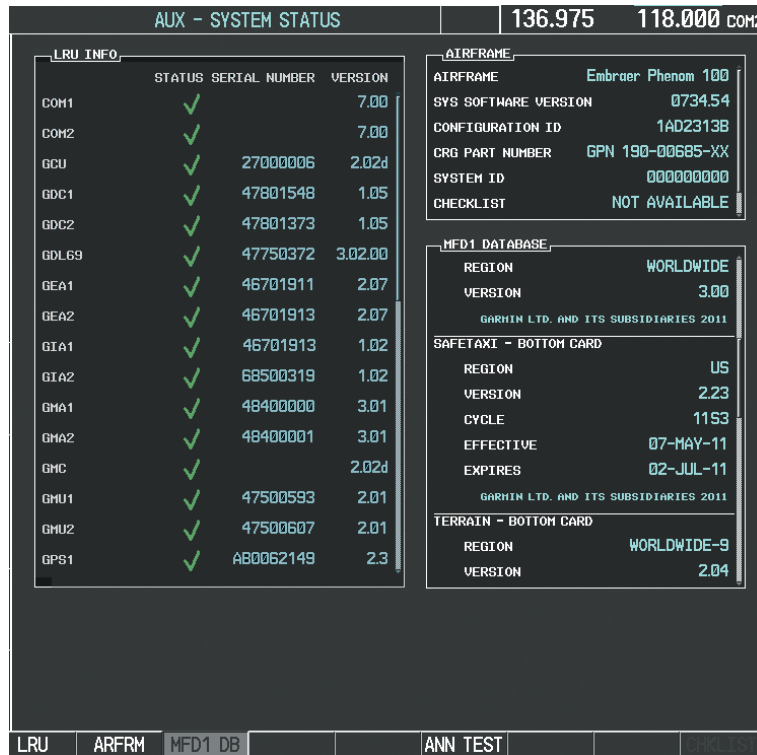 AUX - SYSTEM STATUS 136.975 118.000 COM2
LRU INFO
STATUS SERIAL NUMBER VERSION
COM1 7.00
COM2 7.00
GCU 27000006 2.02d
GDC1 47801548 1.05
GDC2 47801373 1.05
GDL69 47750372 3.02.00
GEA1 46701911 2.07
GEA2 46701913 2.07
GIA1 46701913 1.02
GIA2 68500319 1.02
GMA1 48400000 3.01
GMA2 48400001 3.01
GMC 2.02d
GMU1 47500593 2.01
GMU2 47500607 2.01
GPS1 AB0062149 2.3
AIRFRAME
AIRFRAME Embraer Phenom 100
SYS SOFTWARE VERSION 0734.54
CONFIGURATION ID 1AD2313B
CRG PART NUMBER GPN 190-00685-XX
SYSTEM ID 000000000
CHECKLIST NOT AVAILABLE
MFD1 DATABASE
REGION WORLDWIDE
VERSION 3.00
GARMIN LTD. AND ITS SUBSIDIARIES 2011
SAFETAXI - BOTTOM CARD
REGION US
VERSION 2.23
CYCLE 11S3
EFFECTIVE 07-MAY-11
EXPIRES 02-JUL-11
GARMIN LTD. AND ITS SUBSIDIARIES 2011
TERRAIN - BOTTOM CARD
REGION WORLDWIDE-9
VERSION 2.04
LRU ARFRM MFD1 DB ANN TEST CHKLIST